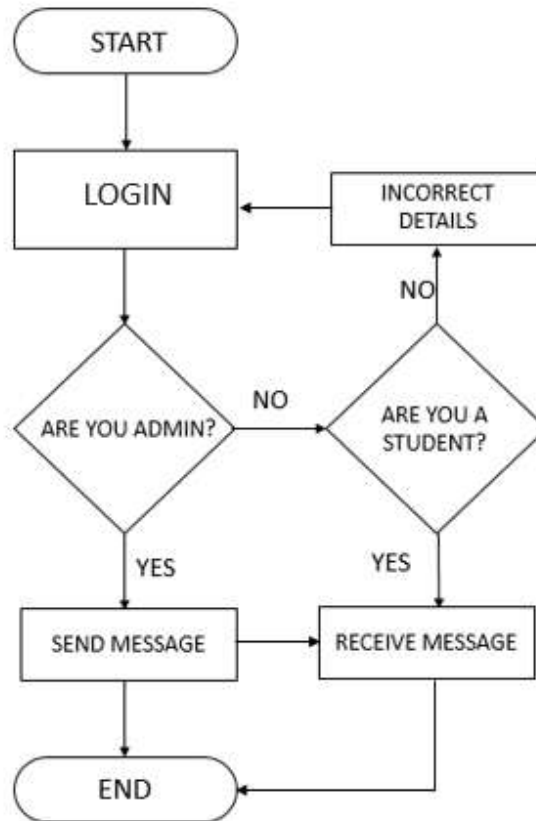 START
LOGIN
INCORRECT
DETAILS
NO
ARE YOU ADMIN?
NO
ARE YOU A
STUDENT?
YES
YES
SEND MESSAGE
RECEIVE MESSAGE
END